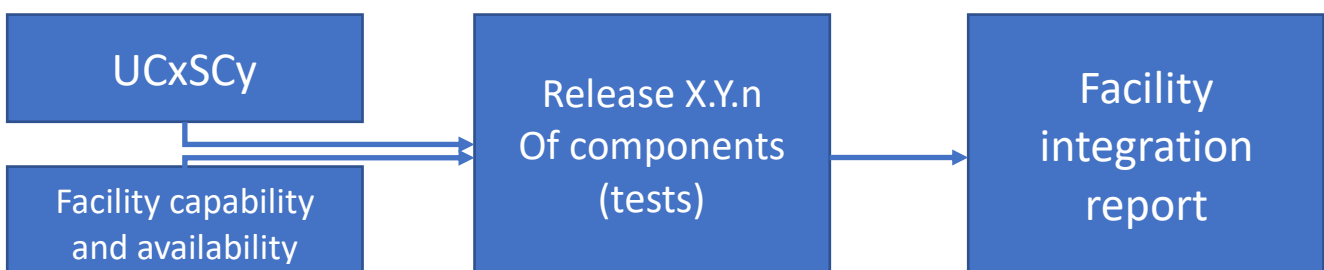 UCxSCy
Facility capability
and availability
Release X.Y.n
Of components
(tests)
Facility
integration
report